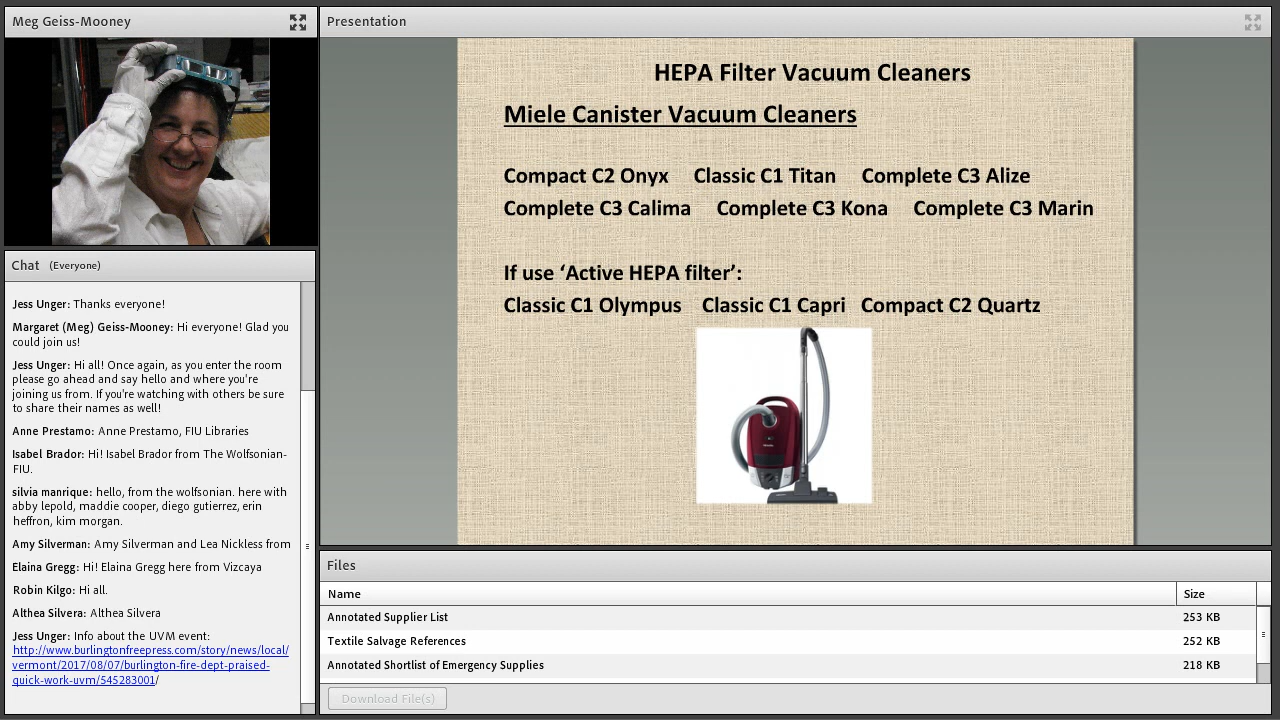 Meg Geiss-Mooney
Chat (Everyone)
Jess Unger: Thanks everyone!
Margaret (Meg) Geiss-Mooney: Hi everyone! Glad you
could join us!
Jess Unger: Hi all! Once again, as you enter the room
please go ahead and say hello and where you're
joining us from. If you're watching with others be sure
to share their names as well!
Anne Prestamo: Anne Prestamo, FIU Libraries
Isabel Brador: Hi! Isabel Brador from The Wolfsonian-
FIU.
silvia manrique: hello, from the wolfsonian. here with
abby lepold, maddie cooper, diego gutierrez, erin
heffron, kim morgan.
Amy Silverman: Amy Silverman and Lea Nickless from
Elaina Gregg: Hi! Elaina Gregg here from Vizcaya
Robin Kilgo: Hi all.
Althea Silvera: Althea Silvera
Jess Unger: Info about the UVM event:
http://www.burlingtonfreepress.com/story/news/local/
vermont/2017/08/07/burlington-fire-dept-praised-
quick-work-uvm/545283001/
Presentation
HEPA Filter Vacuum Cleaners
Miele Canister Vacuum Cleaners
Compact C2 Onyx Classic C1 Titan Complete C3 Alize
Complete C3 Calima Complete C3 Kona Complete C3 Marin
If use ‘Active HEPA filter’:
Classic C1 Olympus Classic C1 Capri Compact C2 Quartz
Files
Name Size
Annotated Supplier List 253 KB
Textile Salvage References 252 KB
Annotated Shortlist of Emergency Supplies 218 KB
Download File(s)